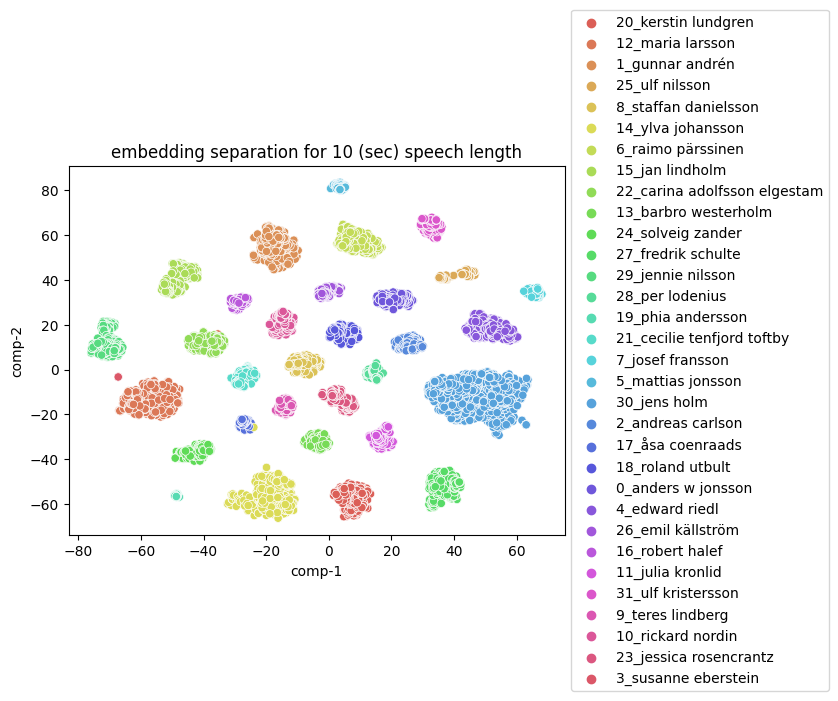 embedding separation for 10 (sec) speech length
80
60
40
20
0
−20
−40
−60
comp-2
−80
−60
−40
−20
0
20
40
60
comp-1
20_kerstin lundgren
12_maria larsson
1_gunnar andrén
25_ulf nilsson
8_staffan danielsson
14_ylva johansson
6_raimo pärssinen
15_jan lindholm
22_carina adolfsson elgestam
13_barbro westerholm
24_solveig zander
27_fredrik schulte
29_jennie nilsson
28_per lodenius
19_phia andersson
21_cecilie tenfjord toftby
7_josef fransson
5_mattias jonsson
30_jens holm
2_andreas carlson
17_åsa coenraads
18_roland utbult
0_anders w jonsson
4_edward riedl
26_emil källström
16_robert halef
11_julia kronlid
31_ulf kristersson
9_teres lindberg
10_rickard nordin
23_jessica rosencrantz
3_susanne eberstein